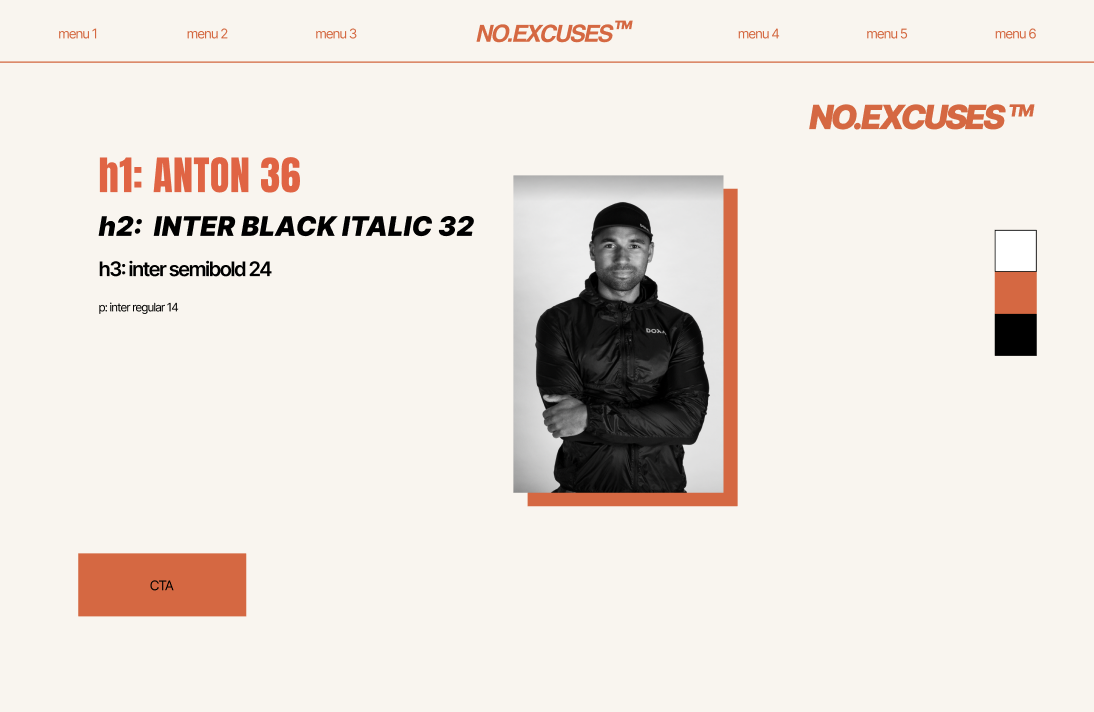 menu 1 menu 2 menu 3 NO.EXCUSES™ menu 4 menu 5 menu 6
NO.EXCUSES™
h1: ANTON 36
h2: INTER BLACK ITALIC 32
h3: inter semibold 24
p: inter regular 14
DOXA
CTA